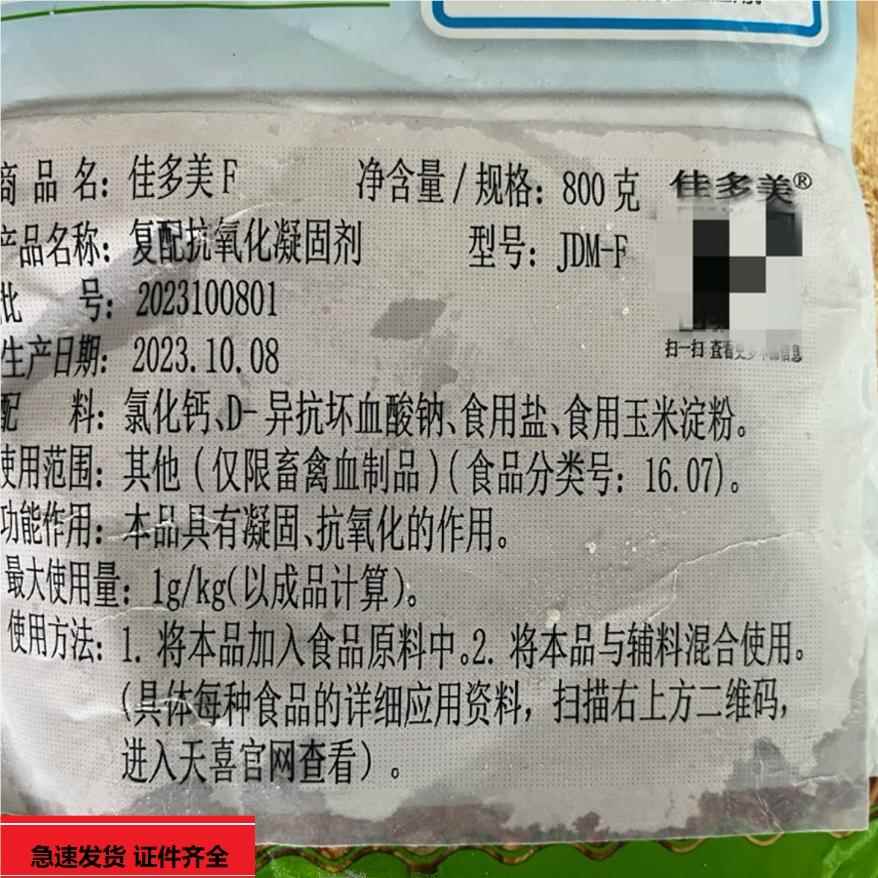 商品名：佳多美F 净含量/规格：800克 佳多美®
产品名称：复配抗氧化凝固剂 型号：JDM-F
批 号：2023100801
生产日期：2023.10.08
扫一扫 查看更多
配 料：氯化钙、D-异抗坏血酸钠、食用盐、食用玉米淀粉。
使用范围：其他（仅限畜禽血制品）(食品分类号：16.07)。
功能作用：本品具有凝固、抗氧化的作用。
最大使用量：1g/kg(以成品计算)。
使用方法：1. 将本品加入食品原料中。2. 将本品与辅料混合使用。
（具体每种食品的详细应用资料，扫描右上方二维码，
进入天喜官网查看）。
急速发货 证件齐全